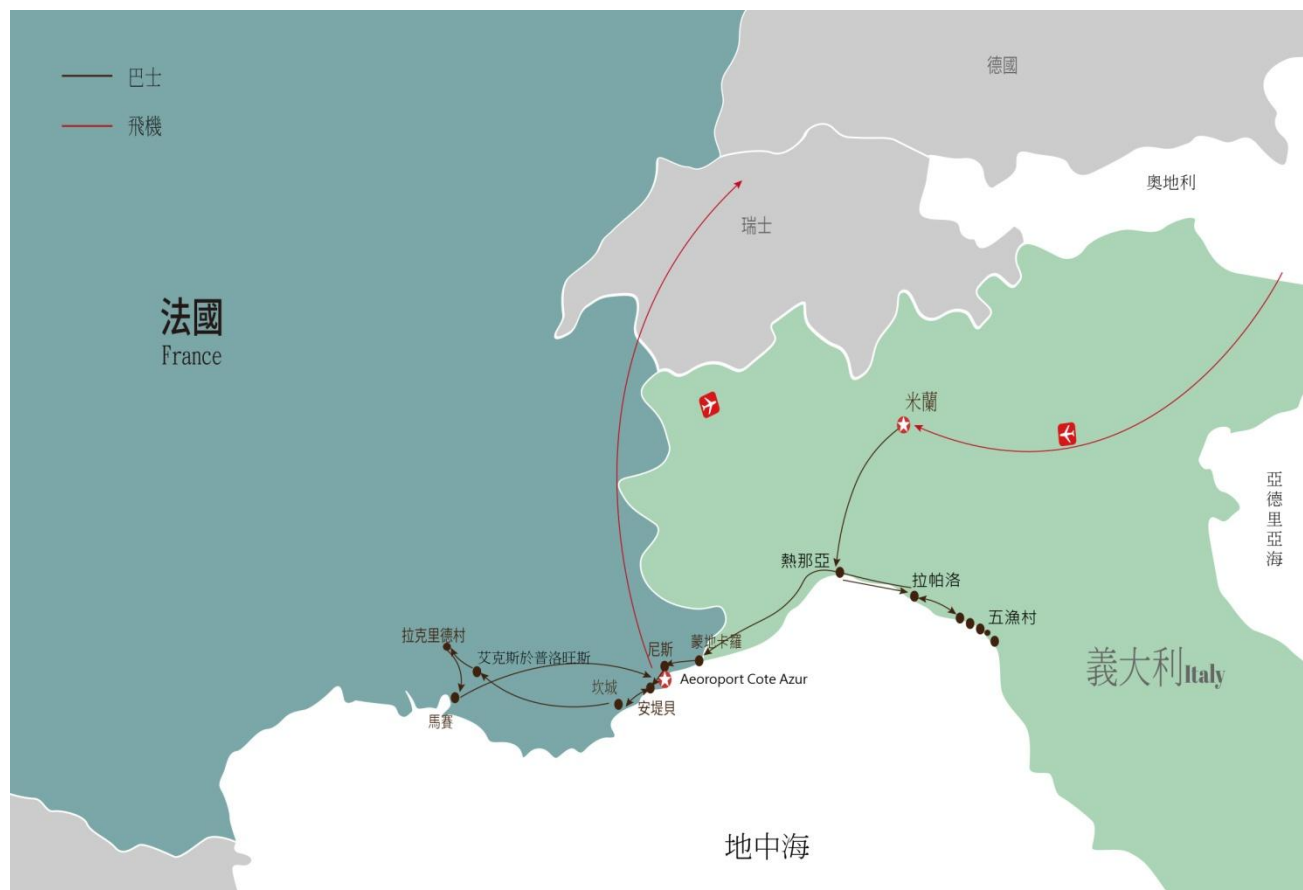 巴士
飛機
德國
奧地利
瑞士
法國
France
米蘭
亞德里亞海
熱那亞
拉帕洛
五漁村
拉克里德村
艾克斯於普洛旺斯
尼斯
蒙地卡羅
Aeoroport Cote Azur
義大利Italy
坎城
安堤貝
馬賽
地中海